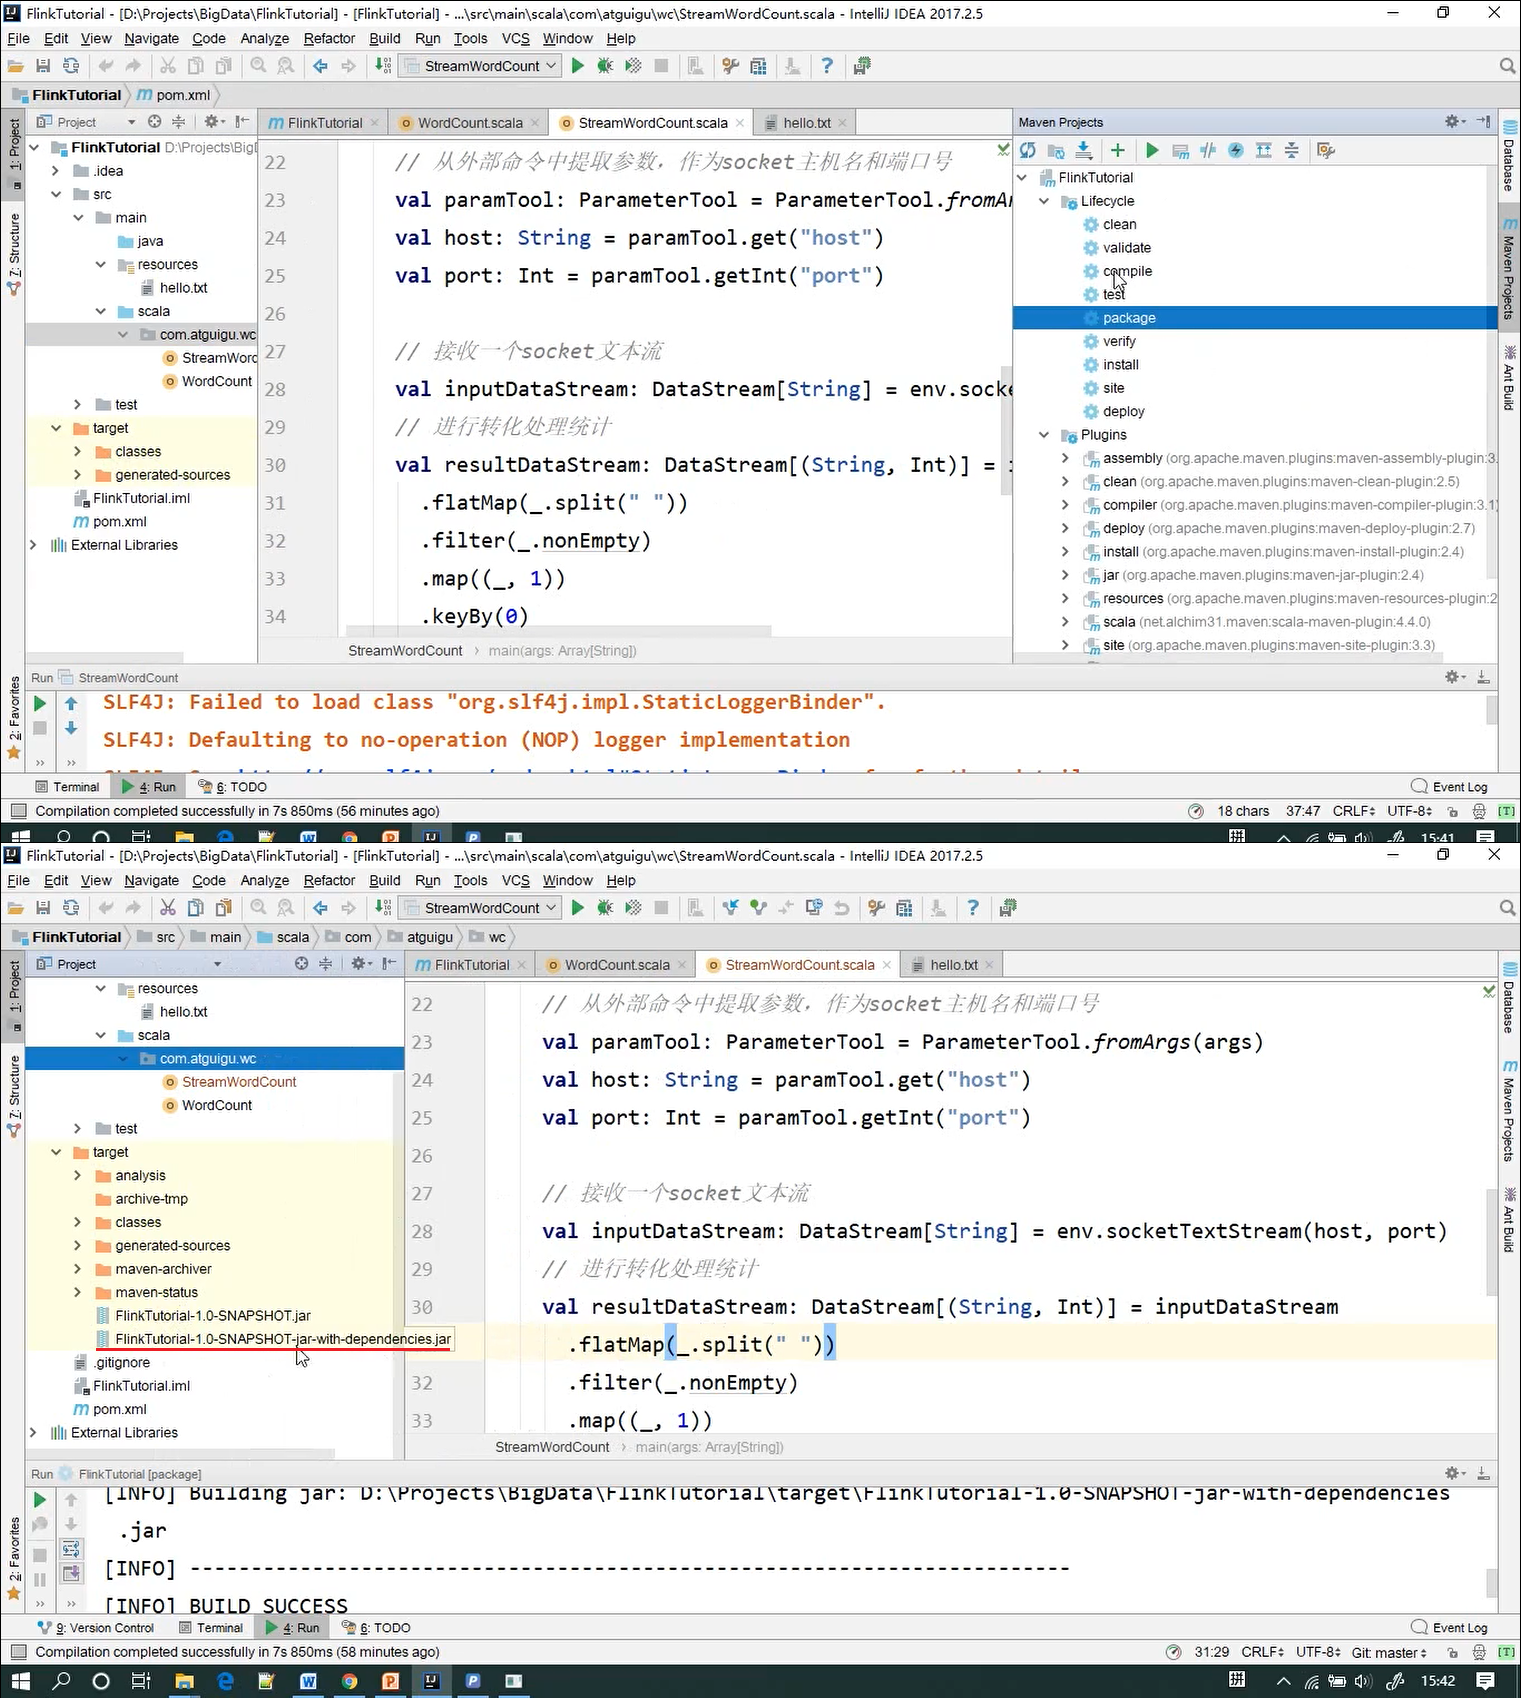 FlinkTutorial - [D:\Projects\BigData\FlinkTutorial] - [FlinkTutorial] - ...\src\main\scala\com\atguigu\wc\StreamWordCount.scala - IntelliJ IDEA 2017.2.5
File Edit View Navigate Code Analyze Refactor Build Run Tools VCS Window Help
StreamWordCount
FlinkTutorial pom.xml
1: Project
7: Structure
2: Favorites
Project
FlinkTutorial D:\Projects\Big
.idea
src
main
java
resources
hello.txt
scala
com.atguigu.wc
StreamWor
WordCount
test
target
classes
generated-sources
FlinkTutorial.iml
pom.xml
External Libraries
FlinkTutorial WordCount.scala StreamWordCount.scala hello.txt
22 // 从外部命令中提取参数，作为socket主机名和端口号
23 val paramTool: ParameterTool = ParameterTool.fromAr
24 val host: String = paramTool.get("host")
25 val port: Int = paramTool.getInt("port")
26
27 // 接收一个socket文本流
28 val inputDataStream: DataStream[String] = env.sock
29 // 进行转化处理统计
30 val resultDataStream: DataStream[(String, Int)] = i
31 .flatMap(_.split(" "))
32 .filter(_.nonEmpty)
33 .map((_, 1))
34 .keyBy(0)
StreamWordCount › main(args: Array[String])
Maven Projects
FlinkTutorial
Lifecycle
clean
validate
compile
test
package
verify
install
site
deploy
Plugins
assembly (org.apache.maven.plugins:maven-assembly-plugin:3.
clean (org.apache.maven.plugins:maven-clean-plugin:2.5)
compiler (org.apache.maven.plugins:maven-compiler-plugin:3.1)
deploy (org.apache.maven.plugins:maven-deploy-plugin:2.7)
install (org.apache.maven.plugins:maven-install-plugin:2.4)
jar (org.apache.maven.plugins:maven-jar-plugin:2.4)
resources (org.apache.maven.plugins:maven-resources-plugin:2
scala (net.alchim31.maven:scala-maven-plugin:4.4.0)
site (org.apache.maven.plugins:maven-site-plugin:3.3)
Database
Maven Projects
Ant Build
Run StreamWordCount
SLF4J: Failed to load class "org.slf4j.impl.StaticLoggerBinder".
SLF4J: Defaulting to no-operation (NOP) logger implementation
Terminal 4: Run 6: TODO Event Log
Compilation completed successfully in 7s 850ms (56 minutes ago) 18 chars 37:47 CRLF UTF-8 [T]
拼 15:41
FlinkTutorial - [D:\Projects\BigData\FlinkTutorial] - [FlinkTutorial] - ...\src\main\scala\com\atguigu\wc\StreamWordCount.scala - IntelliJ IDEA 2017.2.5
File Edit View Navigate Code Analyze Refactor Build Run Tools VCS Window Help
StreamWordCount
FlinkTutorial src main scala com atguigu wc
1: Project
7: Structure
2: Favorites
Project
resources
hello.txt
scala
com.atguigu.wc
StreamWordCount
WordCount
test
target
analysis
archive-tmp
classes
generated-sources
maven-archiver
maven-status
FlinkTutorial-1.0-SNAPSHOT.jar
FlinkTutorial-1.0-SNAPSHOT-jar-with-dependencies.jar
.gitignore
FlinkTutorial.iml
pom.xml
External Libraries
FlinkTutorial WordCount.scala StreamWordCount.scala hello.txt
22 // 从外部命令中提取参数，作为socket主机名和端口号
23 val paramTool: ParameterTool = ParameterTool.fromArgs(args)
24 val host: String = paramTool.get("host")
25 val port: Int = paramTool.getInt("port")
26
27 // 接收一个socket文本流
28 val inputDataStream: DataStream[String] = env.socketTextStream(host, port)
29 // 进行转化处理统计
30 val resultDataStream: DataStream[(String, Int)] = inputDataStream
.flatMap(_.split(" "))
32 .filter(_.nonEmpty)
33 .map((_, 1))
StreamWordCount › main(args: Array[String])
Database
Maven Projects
Ant Build
Run FlinkTutorial [package]
[INFO] Building jar: D:\Projects\BigData\FlinkTutorial\target\FlinkTutorial-1.0-SNAPSHOT-jar-with-dependencies
.jar
[INFO] ------------------------------------------------------------------------
[INFO] BUILD SUCCESS
9: Version Control Terminal 4: Run 6: TODO Event Log
Compilation completed successfully in 7s 850ms (58 minutes ago) 31:29 CRLF UTF-8 Git: master [T]
拼 15:42